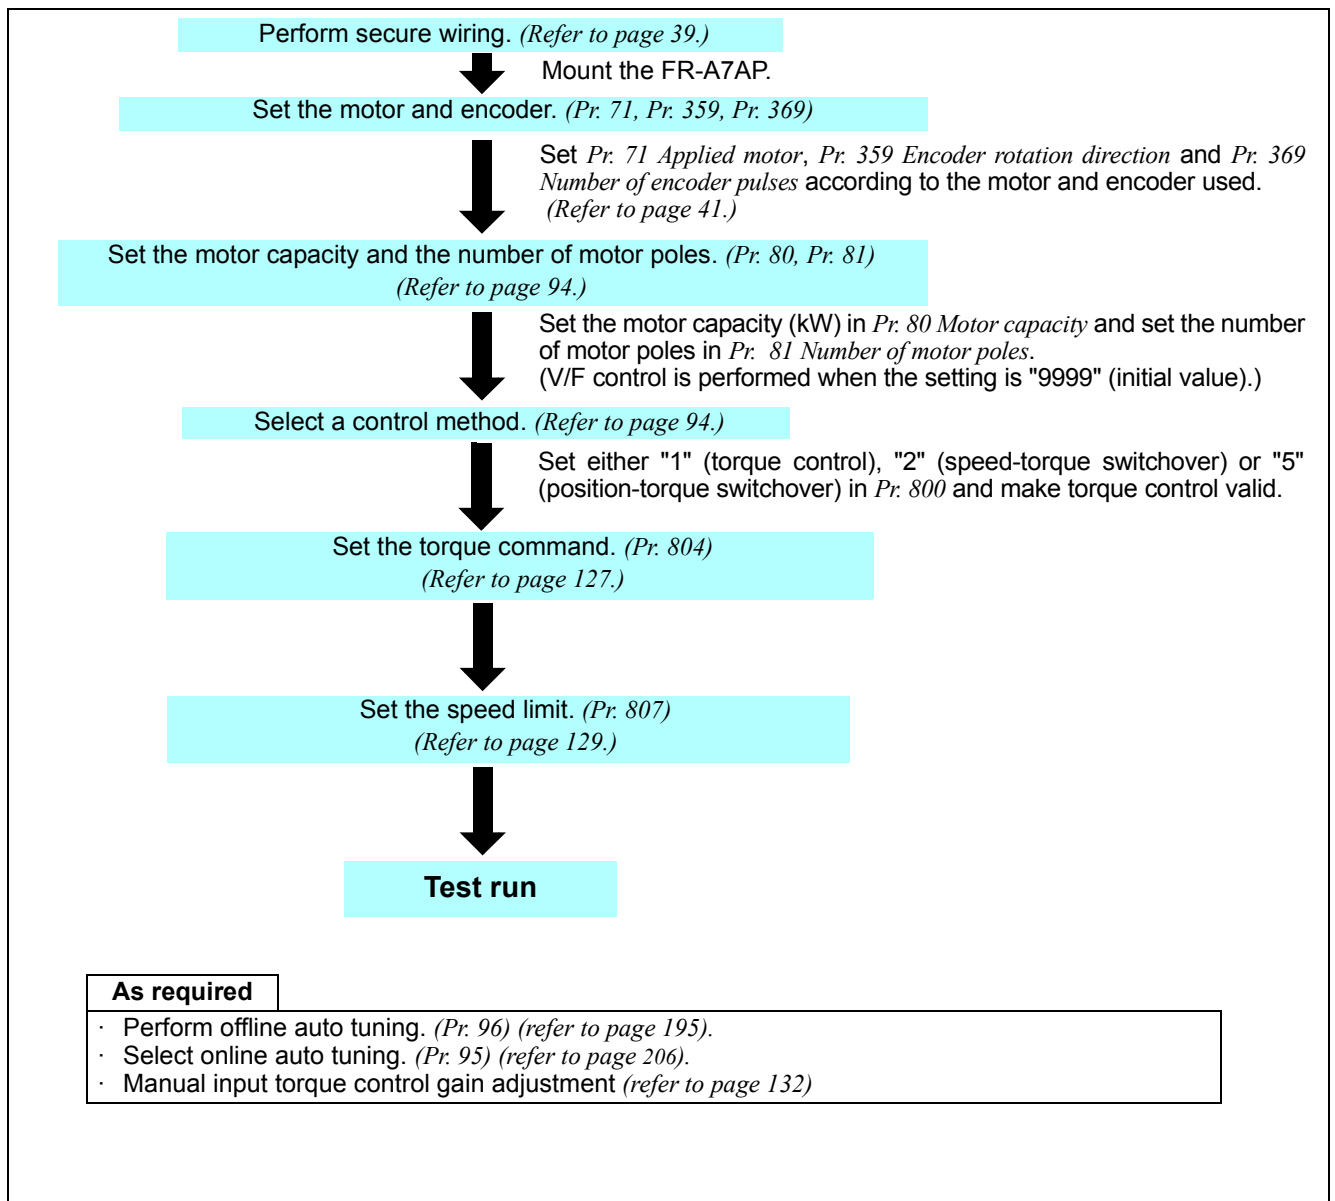 Perform secure wiring. (Refer to page 39.)
Mount the FR-A7AP.
Set the motor and encoder. (Pr. 71, Pr. 359, Pr. 369)
Set Pr. 71 Applied motor, Pr. 359 Encoder rotation direction and Pr. 369
Number of encoder pulses according to the motor and encoder used.
(Refer to page 41.)
Set the motor capacity and the number of motor poles. (Pr. 80, Pr. 81)
(Refer to page 94.)
Set the motor capacity (kW) in Pr. 80 Motor capacity and set the number
of motor poles in Pr. 81 Number of motor poles.
(V/F control is performed when the setting is "9999" (initial value).)
Select a control method. (Refer to page 94.)
Set either "1" (torque control), "2" (speed-torque switchover) or "5"
(position-torque switchover) in Pr. 800 and make torque control valid.
Set the torque command. (Pr. 804)
(Refer to page 127.)
Set the speed limit. (Pr. 807)
(Refer to page 129.)
Test run
As required
· Perform offline auto tuning. (Pr. 96) (refer to page 195).
· Select online auto tuning. (Pr. 95) (refer to page 206).
· Manual input torque control gain adjustment (refer to page 132)